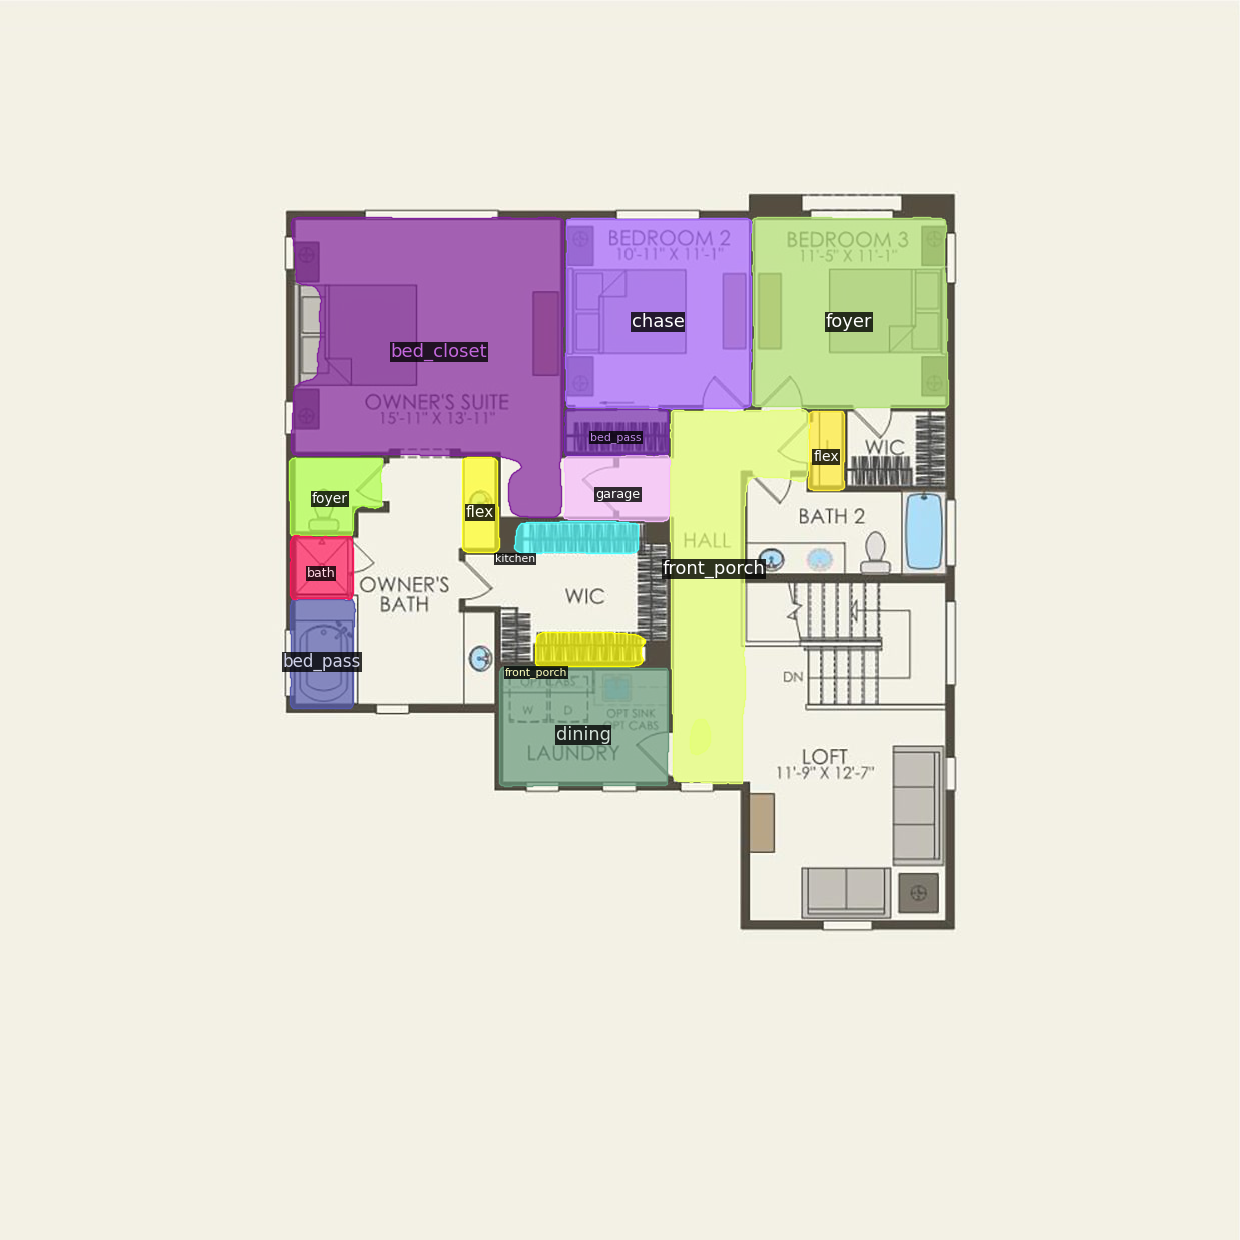 BEDROOM 2
10'-11" X 11'-1"
BEDROOM 3
11'-5" X 11'-1"
chase
foyer
bed_closet
OWNER'S SUITE
15'-11" X 13'-11"
bed_pass
flex
WIC
foyer
flex
garage
BATH 2
HALL
kitchen
front_porch
bath
OWNER'S
BATH
WIC
bed_pass
front_porch
DN
OPT CABS
W
D
OPT SINK
OPT CABS
dining
LAUNDRY
LOFT
11'-9" X 12'-7"